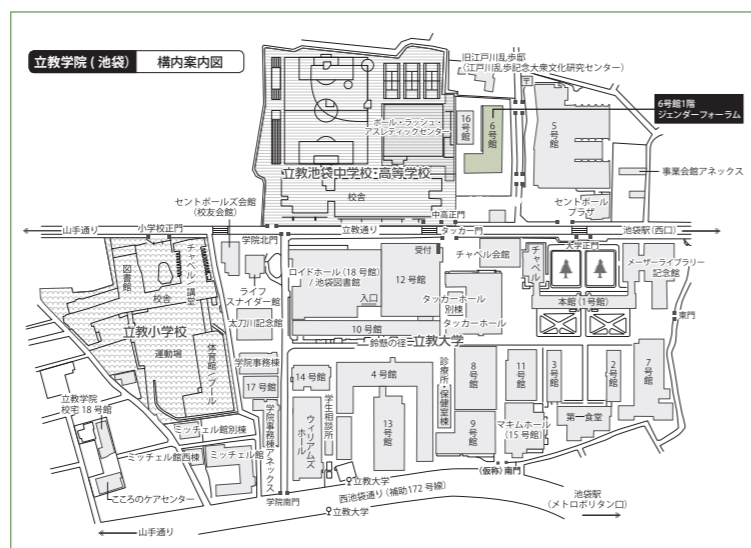 立教学院(池袋) 構内案内図
旧江戸川乱歩邸
(江戸川乱歩記念大衆文化研究センター)
〒
6号館1階
ジェンダーフォーラム
ポール・ラッシュ・
アスレティックセンター
16号館
6号館
5号館
立教池袋中学校・高等学校
校舎
事業会館アネックス
セントポールズ会館
(校友会館)
セントポール
プラザ
中高正門
山手通り
小学校正門
立教通り
タッカー門
池袋駅(西口)
学院北門
受付
チャペル会館
チャペル
大学正門
メーザーライブラリー
記念館
図書館
チャペル/講堂
校舎
ライフ
スナイダー館
ロイドホール(18号館)
/池袋図書館
12号館
入口
タッカーホール
別棟
タッカーホール
本館(1号館)
南門
太刀川記念館
10号館
立教小学校
運動場
体育館/プール
鈴懸の径
立教大学
学院事務棟
17号館
14号館
4号館
診療所・保健室棟
8号館
11号館
3号館
2号館
7号館
立教学院
校宅18号館
学院事務棟アネックス
ウィリアムズ
ホール
学生相談所
13号館
9号館
マキムホール
(15号館)
第一食堂
ミッチェル館別棟
ミッチェル館西棟
ミッチェル館
こころのケアセンター
学院南門
立教大学
(仮称)南門
西池袋通り(補助172号線)
立教大学
池袋駅
(メトロポリタン口)
山手通り